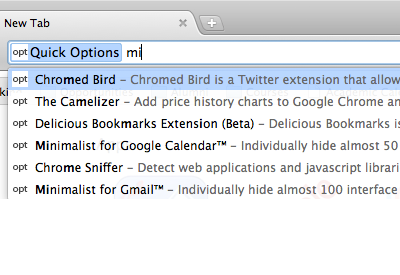 New Tab
opt Quick Options mi
opt Chromed Bird – Chromed Bird is a Twitter extension that allow
opt The Camelizer – Add price history charts to Google Chrome an
opt Delicious Bookmarks Extension (Beta) – Delicious Bookmarks is
opt Minimalist for Google Calendar™ – Individually hide almost 50
opt Chrome Sniffer – Detect web applications and javascript librari
opt Minimalist for Gmail™ – Individually hide almost 100 interface